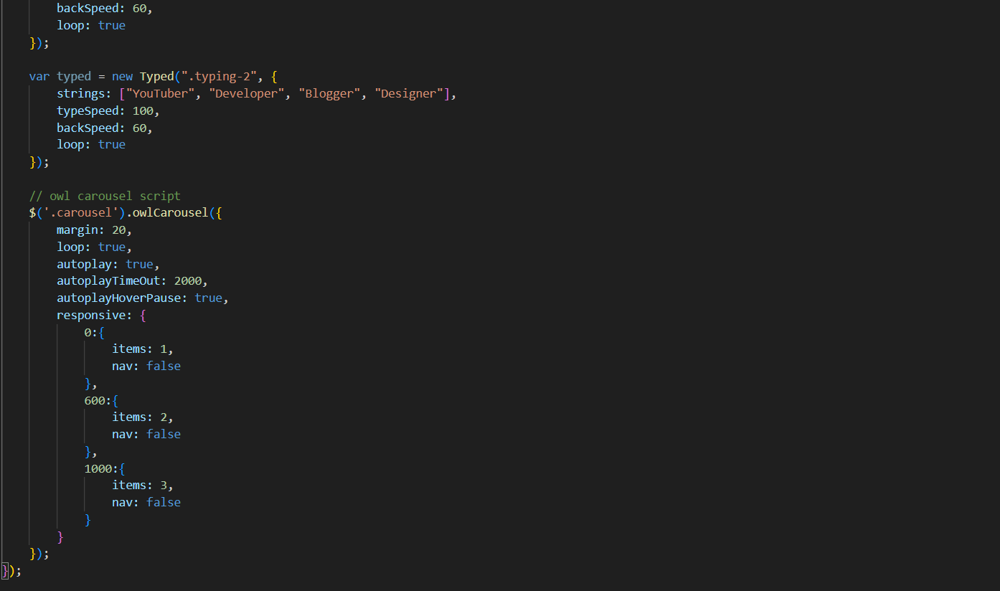 backSpeed: 60,
        loop: true
    });

    var typed = new Typed(".typing-2", {
        strings: ["YouTuber", "Developer", "Blogger", "Designer"],
        typeSpeed: 100,
        backSpeed: 60,
        loop: true
    });

    // owl carousel script
    $('.carousel').owlCarousel({
        margin: 20,
        loop: true,
        autoplay: true,
        autoplayTimeOut: 2000,
        autoplayHoverPause: true,
        responsive: {
            0:{
                items: 1,
                nav: false
            },
            600:{
                items: 2,
                nav: false
            },
            1000:{
                items: 3,
                nav: false
            }
        }
    });
});